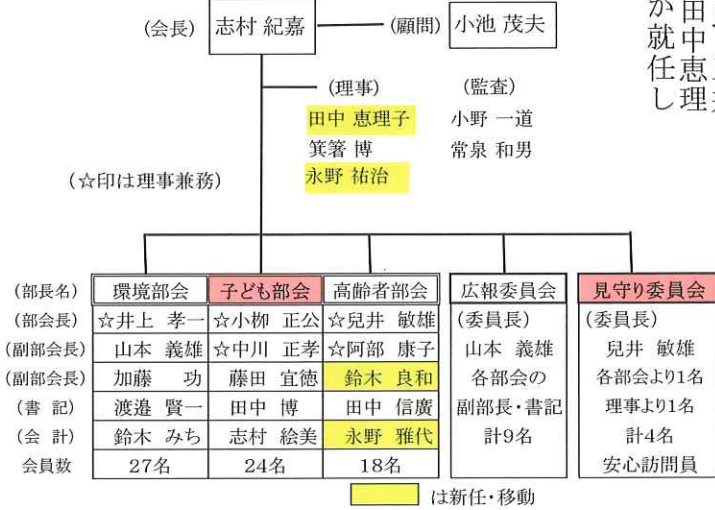 (会長) 志村 紀嘉 (顧問) 小池 茂夫
(理事) (監査)
田中 恵理子 小野 一道
箕箸 博 常泉 和男
永野 祐治
(☆印は理事兼務)
(部長名) 環境部会 子ども部会 高齢者部会 広報委員会 見守り委員会
(部会長) ☆井上 孝一 ☆小栁 正公 ☆兒井 敏雄 (委員長) (委員長)
(副部会長) 山本 義雄 ☆中川 正孝 ☆阿部 康子 山本 義雄 兒井 敏雄
(副部会長) 加藤 功 藤田 宜徳 鈴木 良和 各部会の 各部会より1名
(書 記) 渡邉 賢一 田中 博 田中 信廣 副部長・書記 理事より1名
(会 計) 鈴木 みち 志村 絵美 永野 雅代 計9名 計4名
会員数 27名 24名 18名 安心訪問員
は新任・移動
が就任し
田中恵理